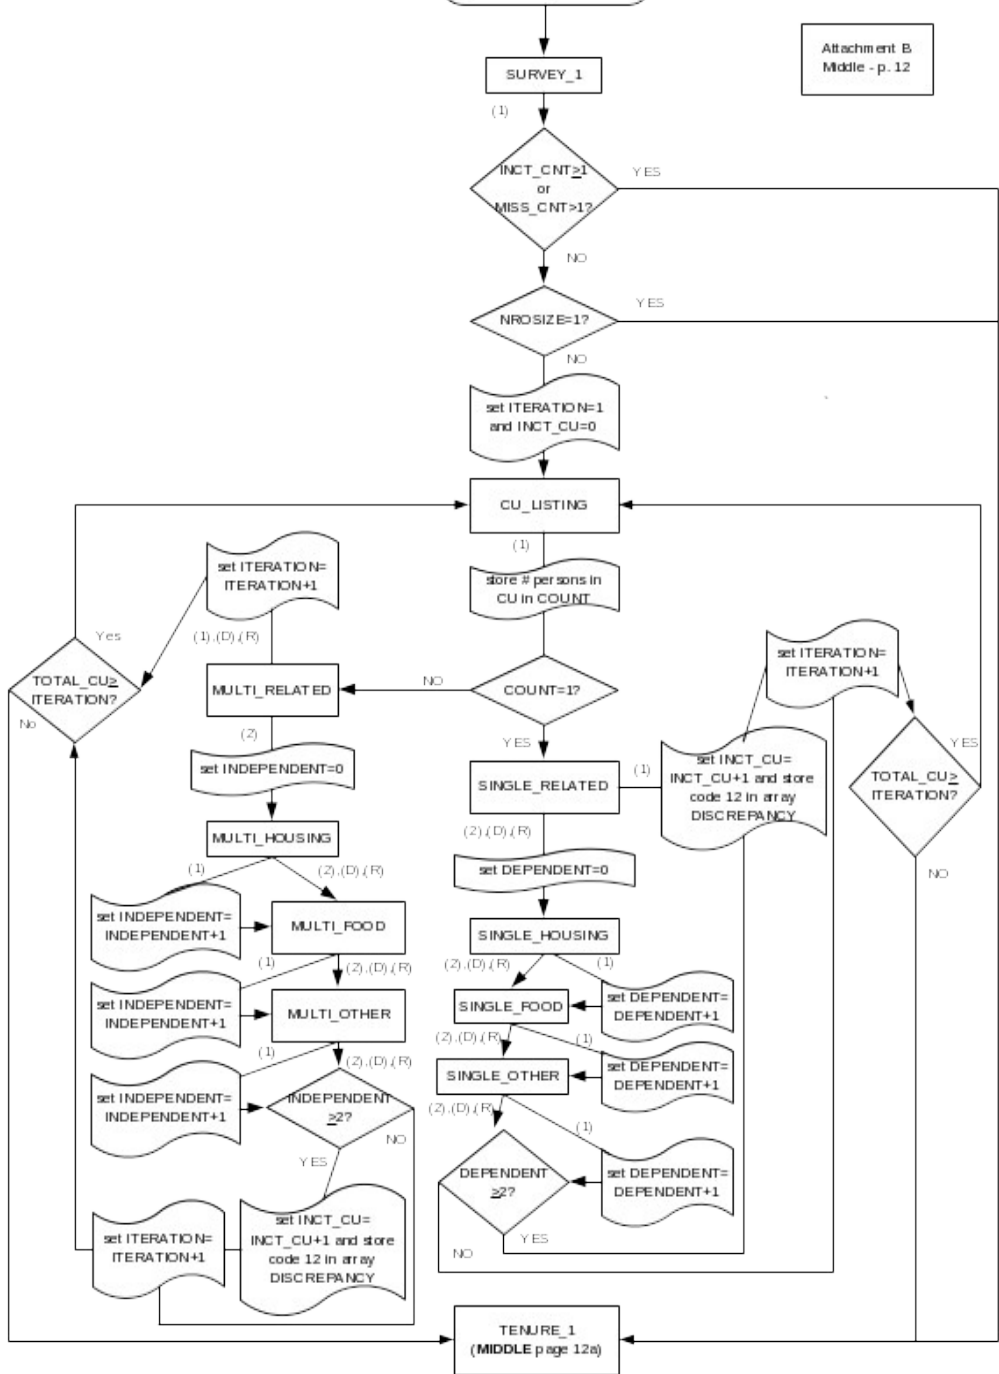 Attachment B
Middle - p. 12
SURVEY_1
(1)
INCT_CNT≥1
or
MISS_CNT>1?
YES
NO
NROSIZE=1?
YES
NO
set ITERATION=1
and INCT_CU=0
CU_LISTING
(1)
store # persons in
CU in COUNT
set ITERATION=
ITERATION+1
(1),(D),(R)
Yes
TOTAL_CU≥
ITERATION?
No
MULTI_RELATED
NO
COUNT=1?
YES
set ITERATION=
ITERATION+1
(2)
set INDEPENDENT=0
SINGLE_RELATED
(1)
set INCT_CU=
INCT_CU+1 and store
code 12 in array
DISCREPANCY
YES
TOTAL_CU≥
ITERATION?
NO
(2),(D),(R)
MULTI_HOUSING
(1)
(2),(D),(R)
set DEPENDENT=0
set INDEPENDENT=
INDEPENDENT+1
MULTI_FOOD
SINGLE_HOUSING
(1)
(2),(D),(R)
(2),(D),(R)
(1)
set INDEPENDENT=
INDEPENDENT+1
MULTI_OTHER
SINGLE_FOOD
set DEPENDENT=
DEPENDENT+1
(1)
(2),(D),(R)
(2),(D),(R)
(1)
SINGLE_OTHER
set DEPENDENT=
DEPENDENT+1
set INDEPENDENT=
INDEPENDENT+1
INDEPENDENT
≥2?
NO
YES
(2),(D),(R)
(1)
DEPENDENT
≥2?
set DEPENDENT=
DEPENDENT+1
NO
YES
set ITERATION=
ITERATION+1
set INCT_CU=
INCT_CU+1 and store
code 12 in array
DISCREPANCY
TENURE_1
(MIDDLE page 12a)